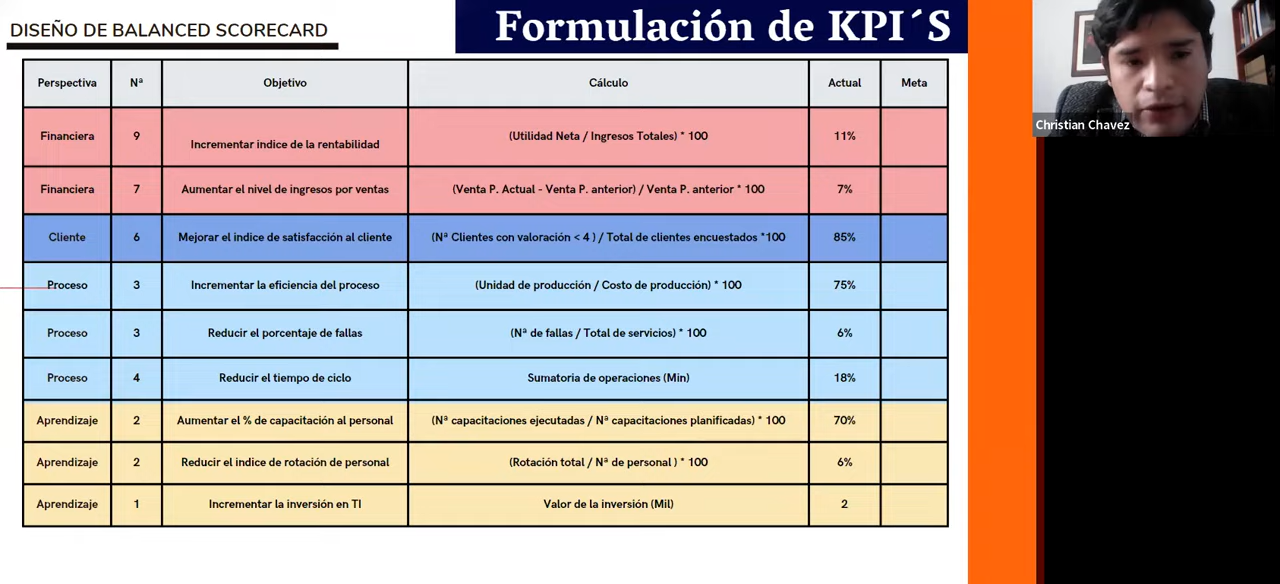 DISEÑO DE BALANCED SCORECARD
Formulación de KPI´S
Perspectiva Nª Objetivo Cálculo Actual Meta
Financiera 9 Incrementar indice de la rentabilidad (Utilidad Neta / Ingresos Totales) * 100 11%
Financiera 7 Aumentar el nivel de ingresos por ventas (Venta P. Actual - Venta P. anterior) / Venta P. anterior * 100 7%
Cliente 6 Mejorar el indice de satisfacción al cliente (Nª Clientes con valoración < 4 ) / Total de clientes encuestados *100 85%
Proceso 3 Incrementar la eficiencia del proceso (Unidad de producción / Costo de producción) * 100 75%
Proceso 3 Reducir el porcentaje de fallas (Nª de fallas / Total de servicios) * 100 6%
Proceso 4 Reducir el tiempo de ciclo Sumatoria de operaciones (Min) 18%
Aprendizaje 2 Aumentar el % de capacitación al personal (Nª capacitaciones ejecutadas / Nª capacitaciones planificadas) * 100 70%
Aprendizaje 2 Reducir el indice de rotación de personal (Rotación total / Nª de personal ) * 100 6%
Aprendizaje 1 Incrementar la inversión en TI Valor de la inversión (Mil) 2
Christian Chavez